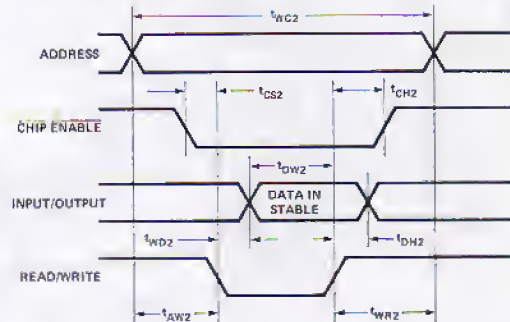 tWC2
ADDRESS
tCS2
tCH2
CHIP ENABLE
tDW2
INPUT/OUTPUT
DATA IN
STABLE
tWD2
tDH2
READ/WRITE
tAW2
tWR2